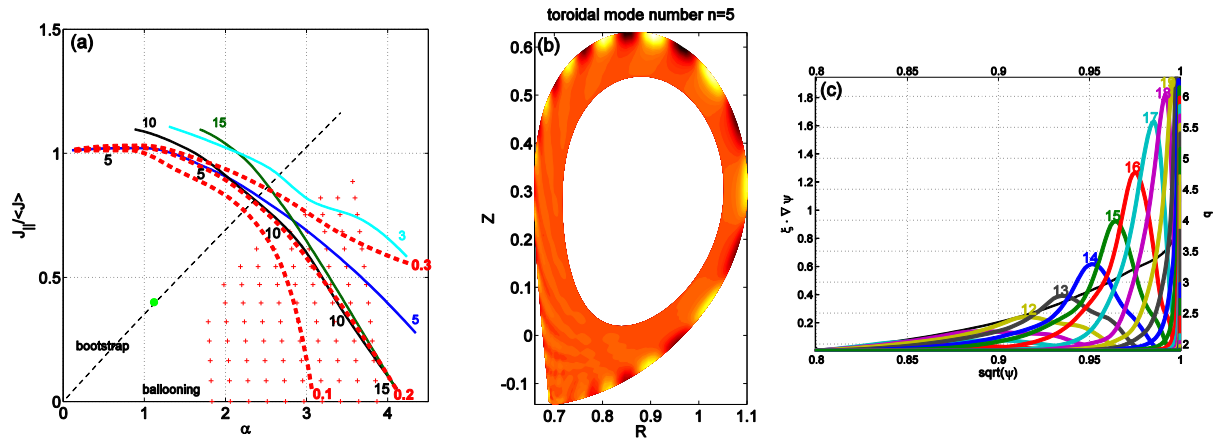 (a)
1.5
1
0.5
0
J||/<J>
0 1 2 3 4
α
10
15
5
5
3
10
0.3
5
10
15
0.1
0.2
bootstrap
ballooning
toroidal mode number n=5
(b)
0.6
0.5
0.4
0.3
0.2
0.1
0
-0.1
Z
0.7 0.8 0.9 1 1.1
R
0.8 0.85 0.9 0.95 1
(c)
1.8
1.6
1.4
1.2
1
0.8
0.6
0.4
0.2
ξ · ∇ ψ
19
18
17
16
15
14
13
12
6
5.5
5
4.5
4
3.5
3
2.5
2
q
0.8 0.85 0.9 0.95 1
sqrt(ψ)